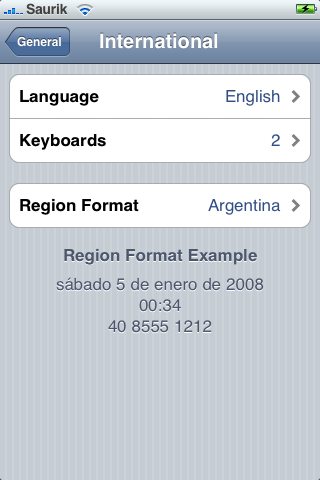 Saurik
General
International
Language English
Keyboards 2
Region Format Argentina
Region Format Example
sábado 5 de enero de 2008
00:34
40 8555 1212